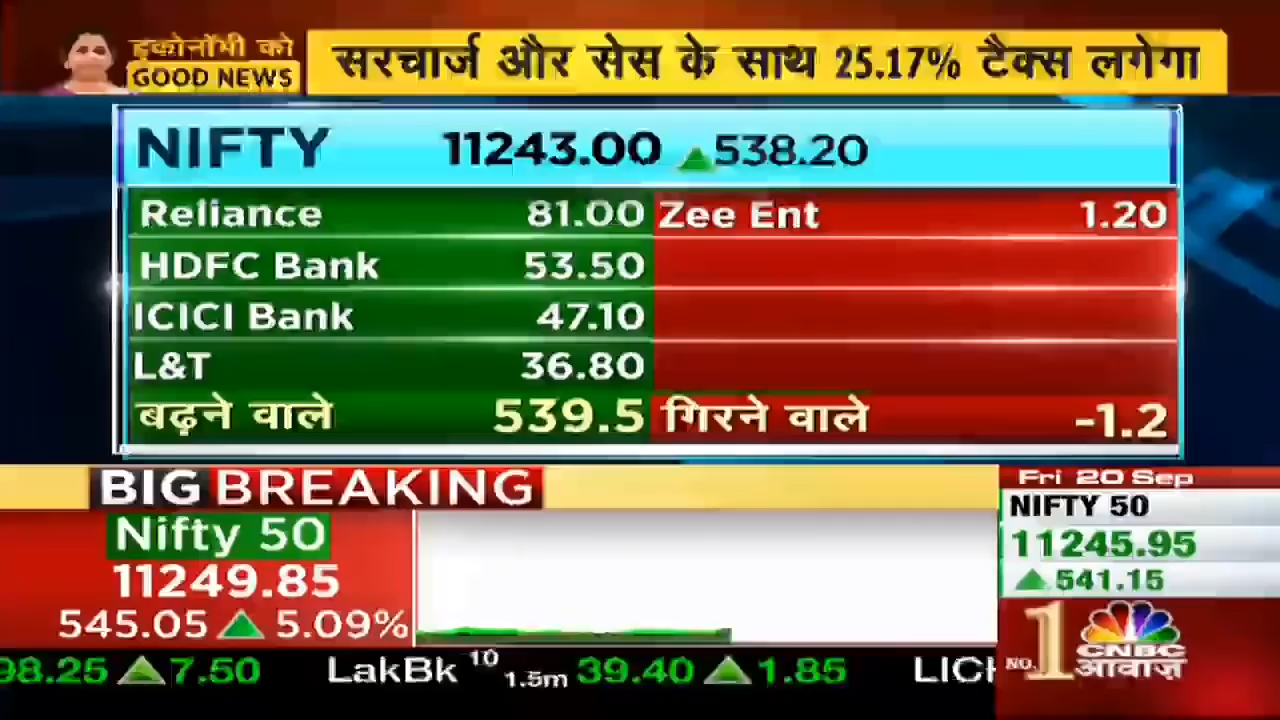 इकोनॉमी को
GOOD NEWS
सरचार्ज और सेस के साथ 25.17% टैक्स लगेगा
NIFTY 11243.00 ▲538.20
Reliance 81.00 Zee Ent 1.20
HDFC Bank 53.50
ICICI Bank 47.10
L&T 36.80
बढ़ने वाले 539.5 गिरने वाले -1.2
BIG BREAKING
Nifty 50
11249.85
545.05 ▲ 5.09%
Fri 20 Sep
NIFTY 50
11245.95
▲ 541.15
98.25 ▲ 7.50 LakBk 10 1.5m 39.40 ▲ 1.85 LICH
NO. 1 CNBC
आवाज़